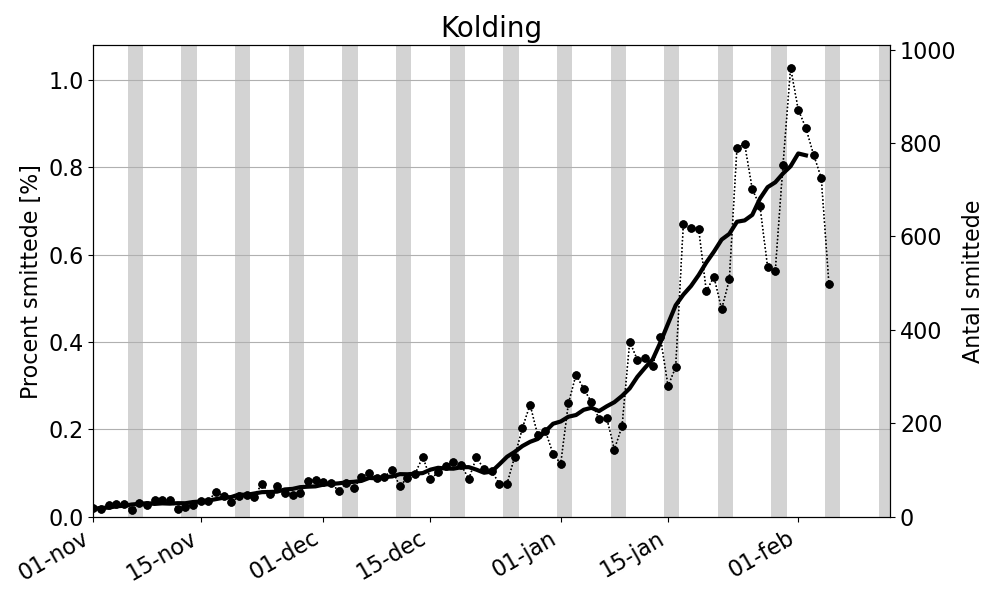 Kolding
Procent smittede [%]
1.0
0.8
0.6
0.4
0.2
0.0
1000
800
600
400
200
0
Antal smittede
01-nov
15-nov
01-dec
15-dec
01-jan
15-jan
01-feb